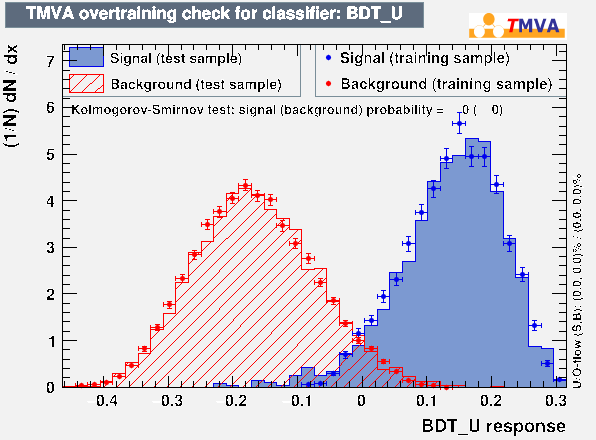 TMVA overtraining check for classifier: BDT_U
TMVA
Signal (test sample)
Background (test sample)
Signal (training sample)
Background (training sample)
Kolmogorov-Smirnov test: signal (background) probability = 0 ( 0)
(1/N) dN / dx
7
6
5
4
3
2
1
0
−0.4 −0.3 −0.2 −0.1 0 0.1 0.2 0.3
BDT_U response
U/O-flow (S,B): (0.0, 0.0)% / (0.0, 0.0)%